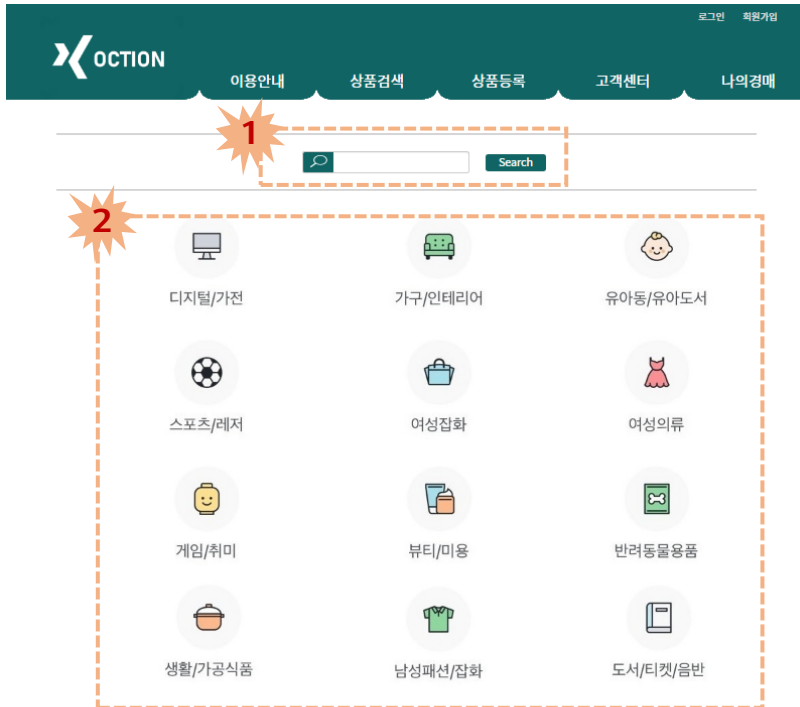 로그인 회원가입
OCTION
이용안내 상품검색 상품등록 고객센터 나의경매
1
Search
2
디지털/가전 가구/인테리어 유아동/유아도서
스포츠/레저 여성잡화 여성의류
게임/취미 뷰티/미용 반려동물용품
생활/가공식품 남성패션/잡화 도서/티켓/음반